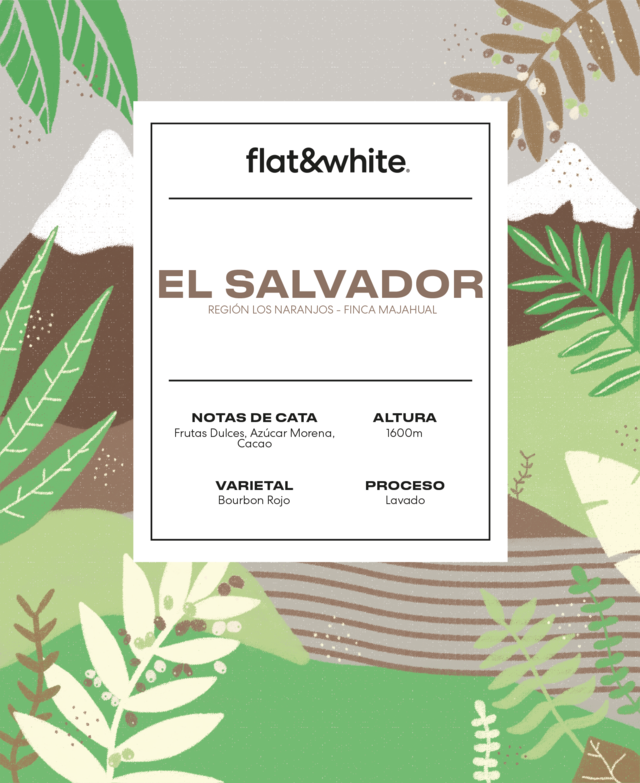 flat&white.
EL SALVADOR
REGIÓN LOS NARANJOS - FINCA MAJAHUAL
NOTAS DE CATA
Frutas Dulces, Azúcar Morena,
Cacao
ALTURA
1600m
VARIETAL
Bourbon Rojo
PROCESO
Lavado